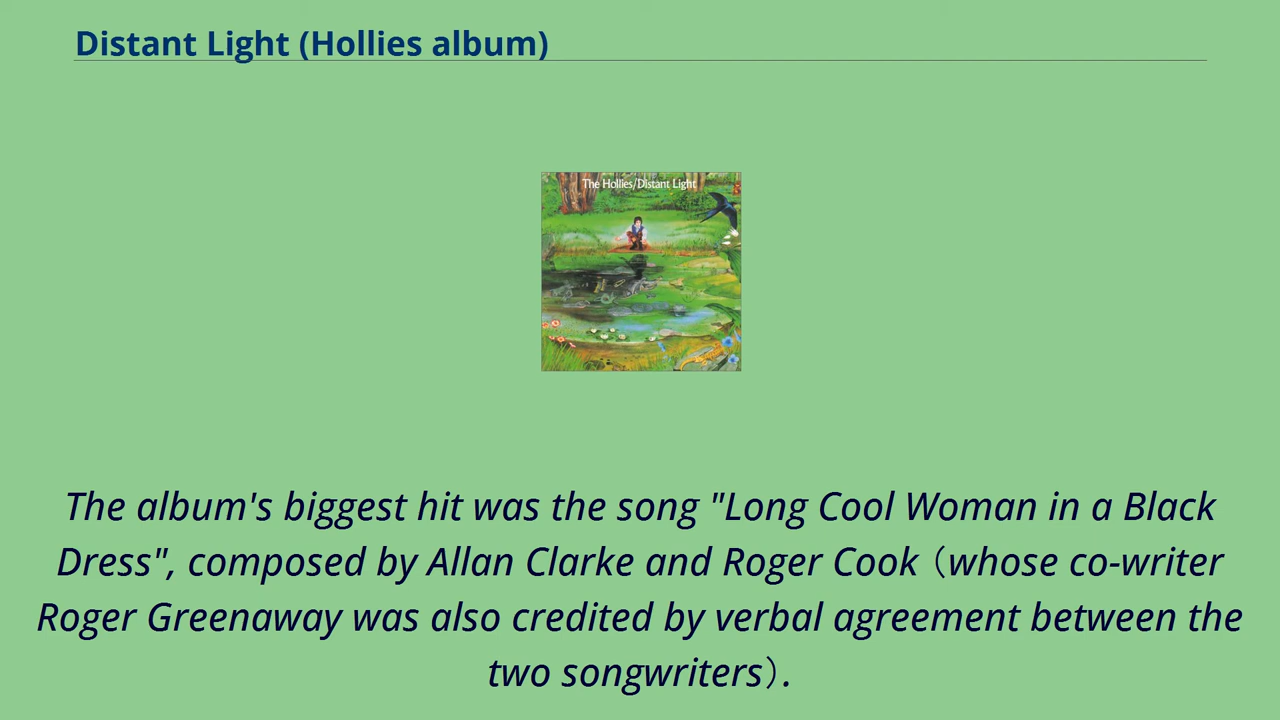 Distant Light (Hollies album)
The Hollies/Distant Light
The album's biggest hit was the song "Long Cool Woman in a Black
Dress", composed by Allan Clarke and Roger Cook（whose co-writer
Roger Greenaway was also credited by verbal agreement between the
two songwriters）.